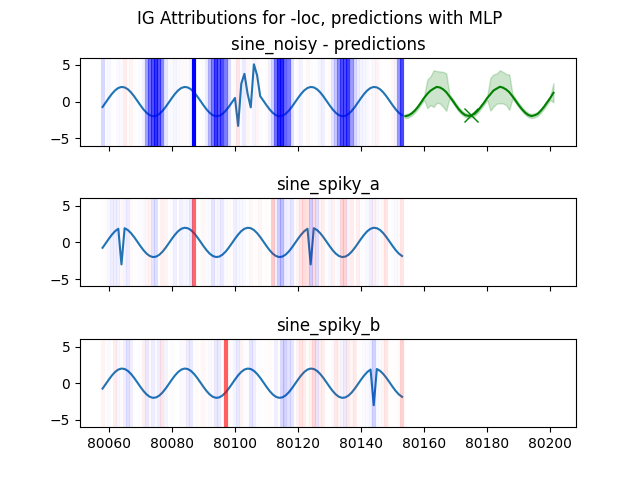 IG Attributions for -loc, predictions with MLP
sine_noisy - predictions
5
0
−5
sine_spiky_a
5
0
−5
sine_spiky_b
5
0
−5
80060 80080 80100 80120 80140 80160 80180 80200